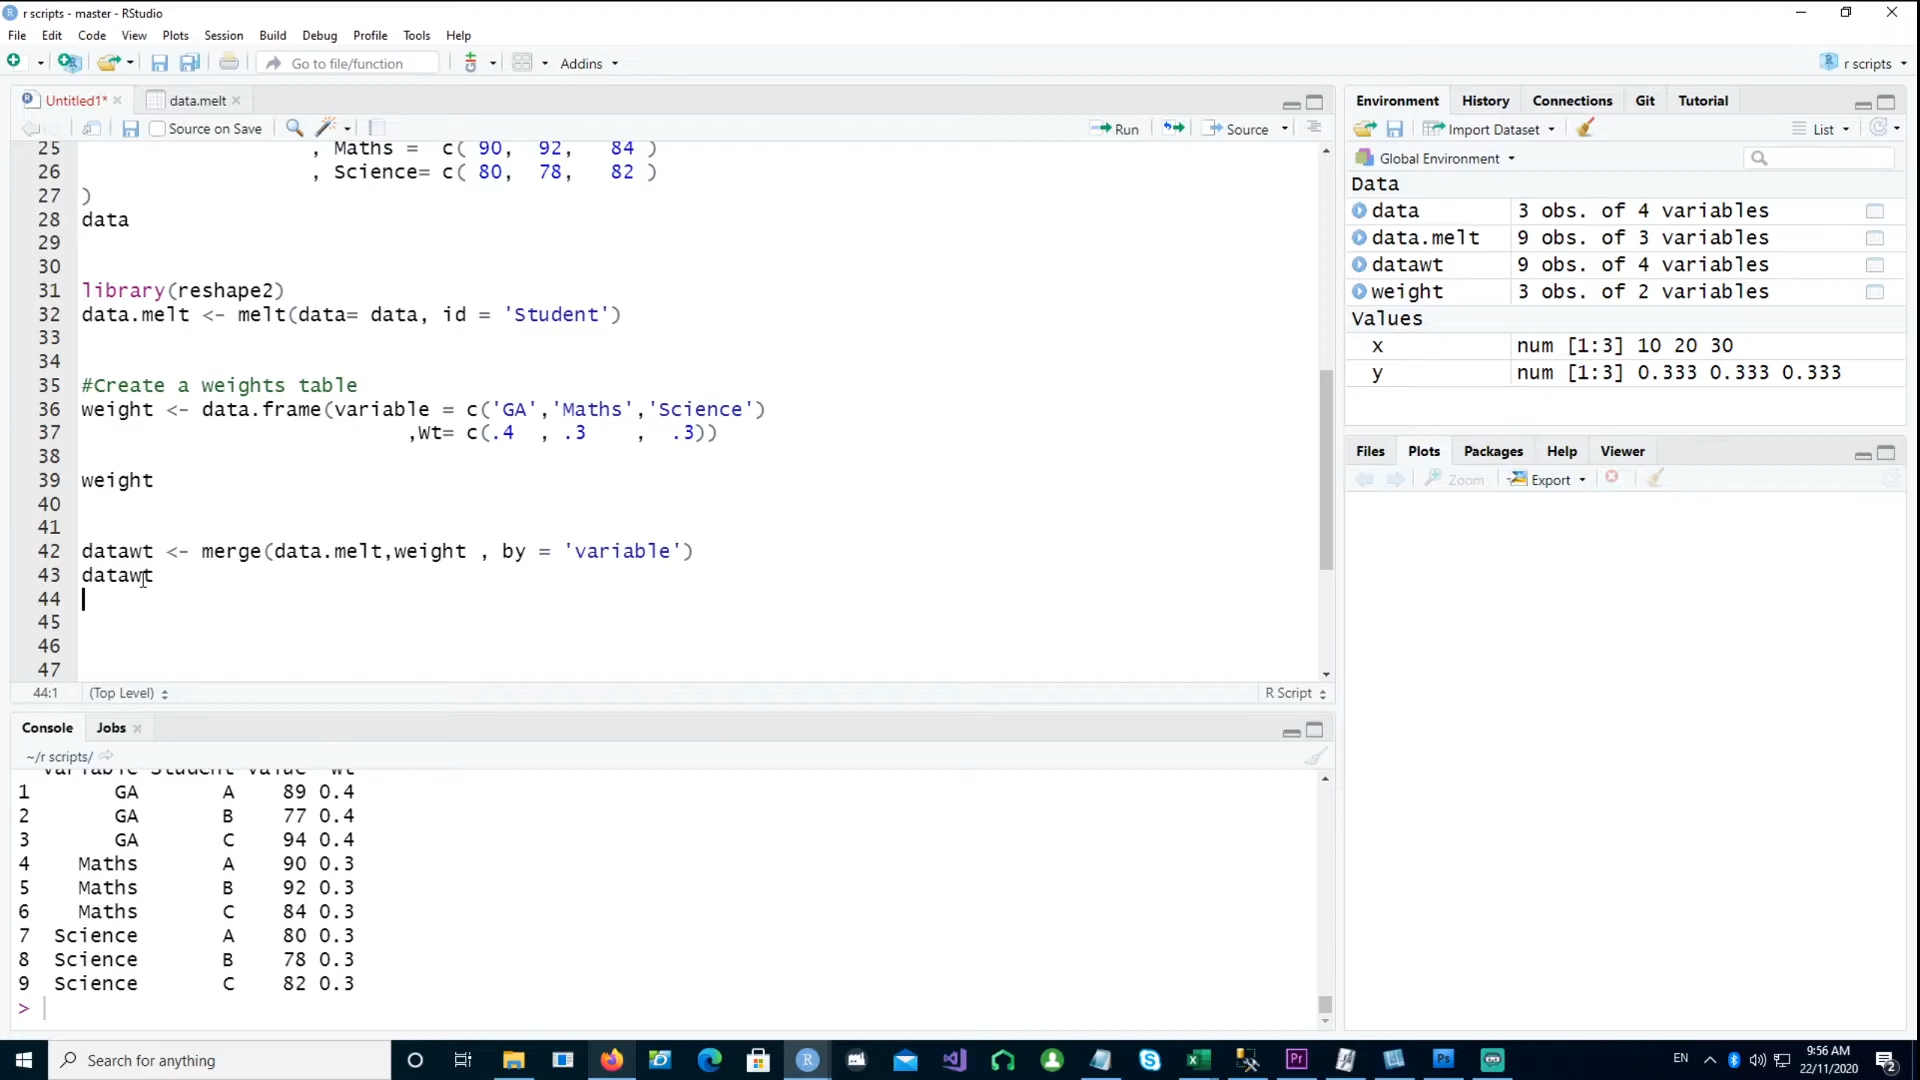 r scripts - master - RStudio
File Edit Code View Plots Session Build Debug Profile Tools Help
Go to file/function Addins r scripts
Untitled1* data.melt
Source on Save Run Source
25 , Maths = c( 90, 92, 84 )
26 , Science= c( 80, 78, 82 )
27 )
28 data
29
30
31 library(reshape2)
32 data.melt <- melt(data= data, id = 'Student')
33
34
35 #Create a weights table
36 weight <- data.frame(variable = c('GA','Maths','Science')
37 ,Wt= c(.4 , .3 , .3))
38
39 weight
40
41
42 datawt <- merge(data.melt,weight , by = 'variable')
43 datawt
44
45
46
47
44:1 (Top Level) R Script
Console Jobs
~/r scripts/
variable Student value Wt
1 GA A 89 0.4
2 GA B 77 0.4
3 GA C 94 0.4
4 Maths A 90 0.3
5 Maths B 92 0.3
6 Maths C 84 0.3
7 Science A 80 0.3
8 Science B 78 0.3
9 Science C 82 0.3
>
Environment History Connections Git Tutorial
Import Dataset List
Global Environment
Data
data 3 obs. of 4 variables
data.melt 9 obs. of 3 variables
datawt 9 obs. of 4 variables
weight 3 obs. of 2 variables
Values
x num [1:3] 10 20 30
y num [1:3] 0.333 0.333 0.333
Files Plots Packages Help Viewer
Zoom Export
Search for anything
EN
9:56 AM
22/11/2020
2